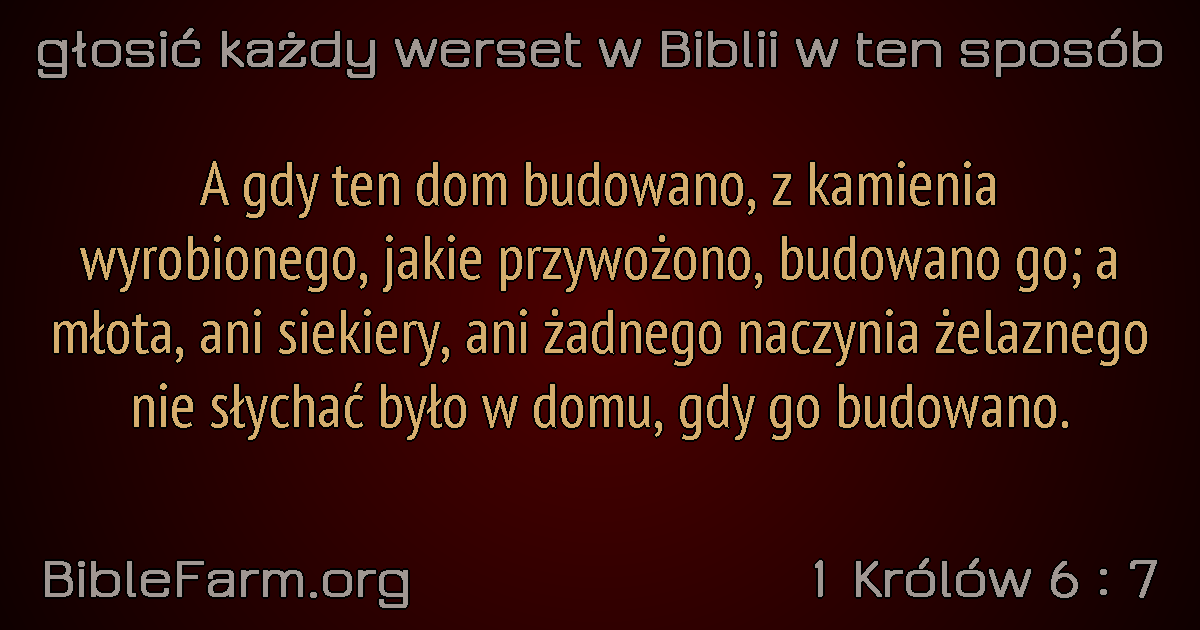 głosić każdy werset w Biblii w ten sposób
A gdy ten dom budowano, z kamienia
wyrobionego, jakie przywożono, budowano go; a
młota, ani siekiery, ani żadnego naczynia żelaznego
nie słychać było w domu, gdy go budowano.
BibleFarm.org
1 Królów 6 : 7